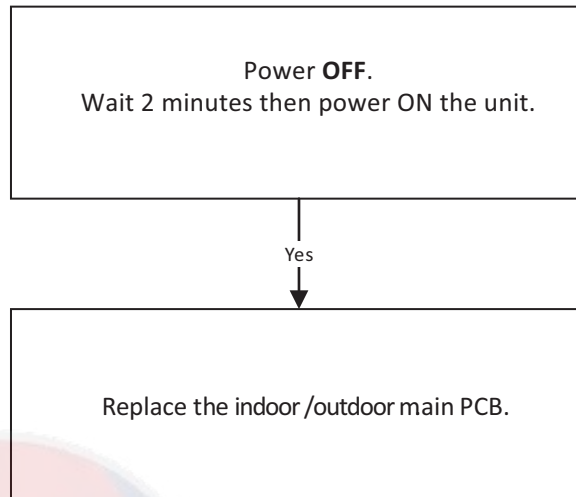 Power OFF.
Wait 2 minutes then power ON the unit.
Yes
Replace the indoor/outdoor main PCB.